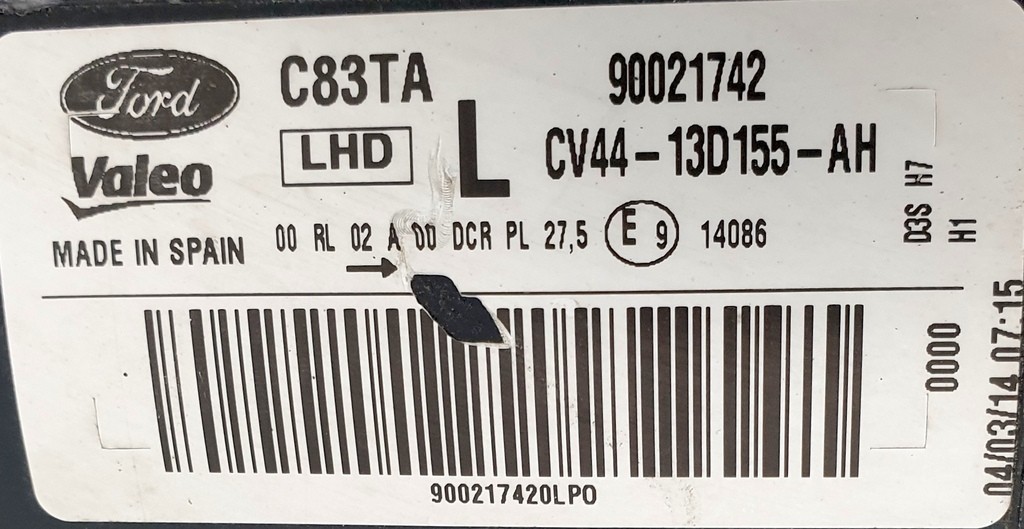 Ford
C83TA
90021742
Valeo
LHD
L
CV44-13D155-AH
MADE IN SPAIN
00 RL 02 A 00 DCR PL 27,5 E 9 14086
D3S H7
H1
0000
04/03/14 07:15
900217420LPO